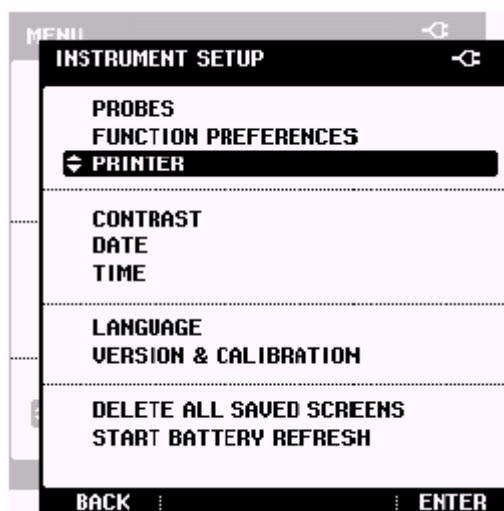 MENU
INSTRUMENT SETUP
PROBES
FUNCTION PREFERENCES
PRINTER
CONTRAST
DATE
TIME
LANGUAGE
VERSION & CALIBRATION
DELETE ALL SAVED SCREENS
START BATTERY REFRESH
BACK ENTER